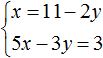 x = 11 − 2y
5x − 3y = 3